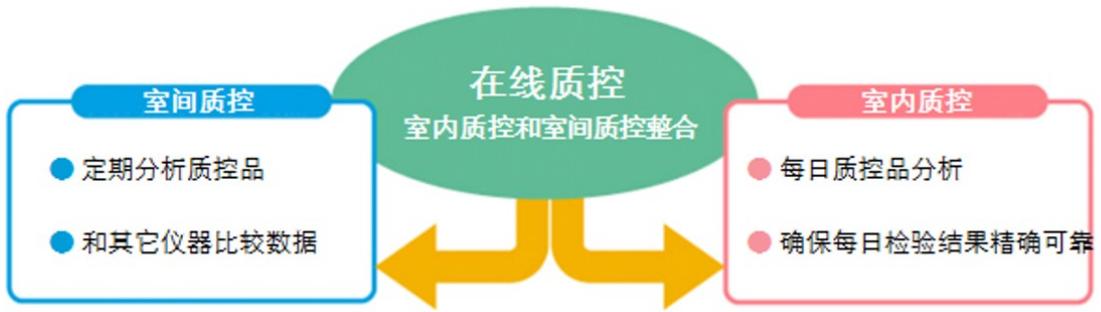 在线质控
室内质控和室间质控整合
室间质控
定期分析质控品
和其它仪器比较数据
室内质控
每日质控品分析
确保每日检验结果精确可靠